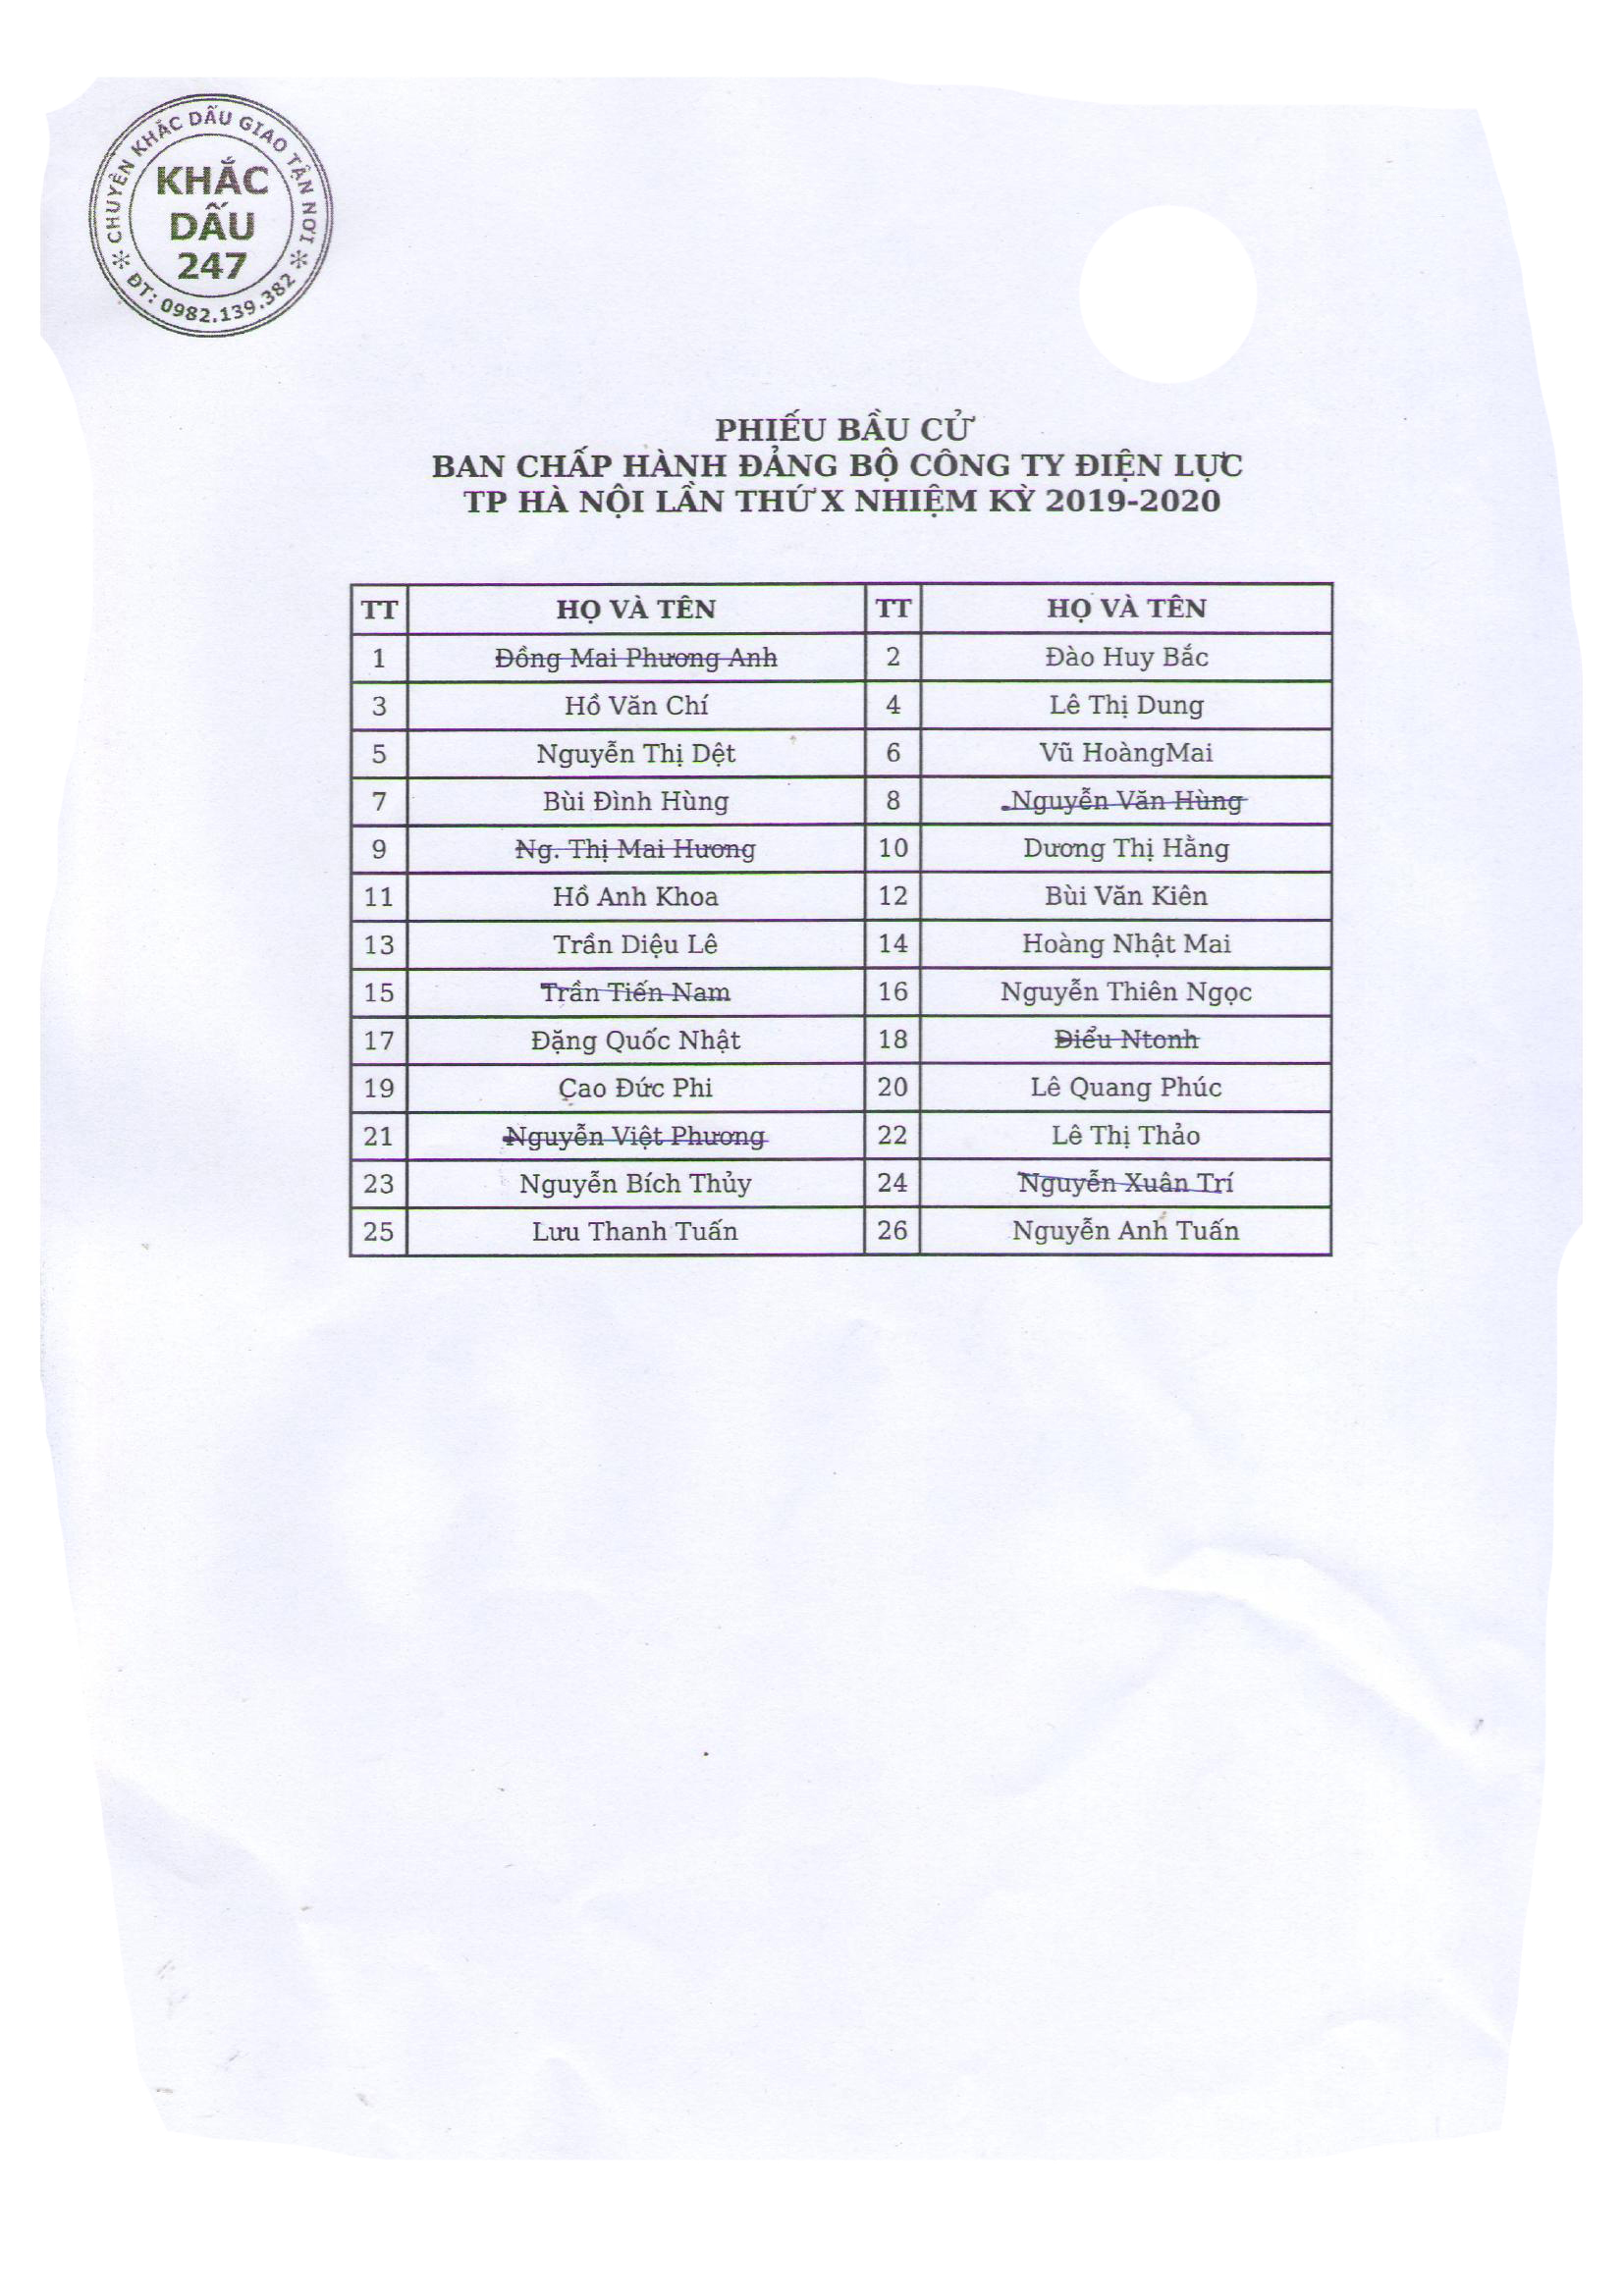 CHUYÊN KHẮC DẤU GIAO TẬN NƠI
KHẮC
DẤU
247
ĐT: 0982.139.382
PHIẾU BẦU CỬ
BAN CHẤP HÀNH ĐẢNG BỘ CÔNG TY ĐIỆN LỰC
TP HÀ NỘI LẦN THỨ X NHIỆM KỲ 2019-2020
TT HỌ VÀ TÊN TT HỌ VÀ TÊN
1 Đồng Mai Phương Anh 2 Đào Huy Bắc
3 Hồ Văn Chí 4 Lê Thị Dung
5 Nguyễn Thị Dệt 6 Vũ HoàngMai
7 Bùi Đình Hùng 8 Nguyễn Văn Hùng
9 Ng. Thị Mai Hương 10 Dương Thị Hằng
11 Hồ Anh Khoa 12 Bùi Văn Kiên
13 Trần Diệu Lê 14 Hoàng Nhật Mai
15 Trần Tiến Nam 16 Nguyễn Thiên Ngọc
17 Đặng Quốc Nhật 18 Điểu Ntonh
19 Cao Đức Phi 20 Lê Quang Phúc
21 Nguyễn Việt Phương 22 Lê Thị Thảo
23 Nguyễn Bích Thủy 24 Nguyễn Xuân Trí
25 Lưu Thanh Tuấn 26 Nguyễn Anh Tuấn